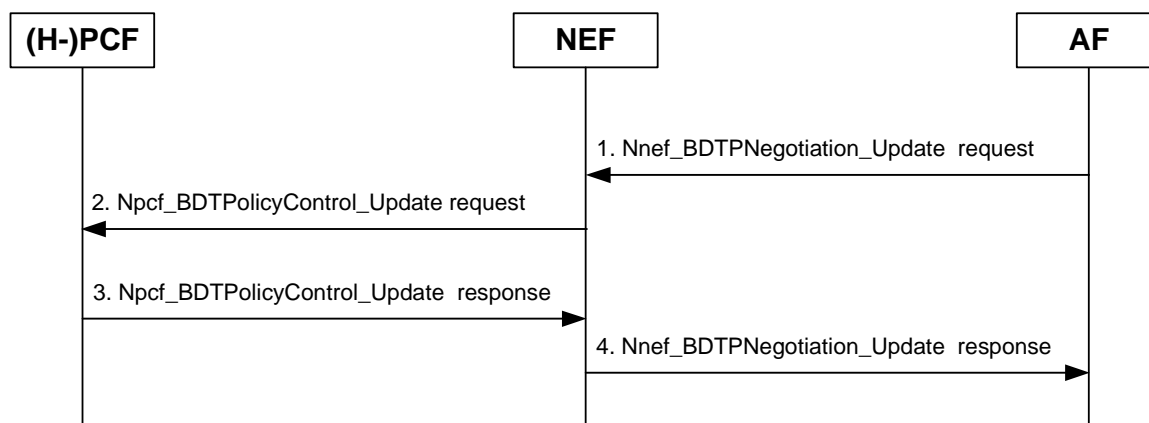 (H-)PCF
NEF
AF
1. Nnef_BDTPNegotiation_Update request
2. Npcf_BDTPolicyControl_Update request
3. Npcf_BDTPolicyControl_Update response
4. Nnef_BDTPNegotiation_Update response